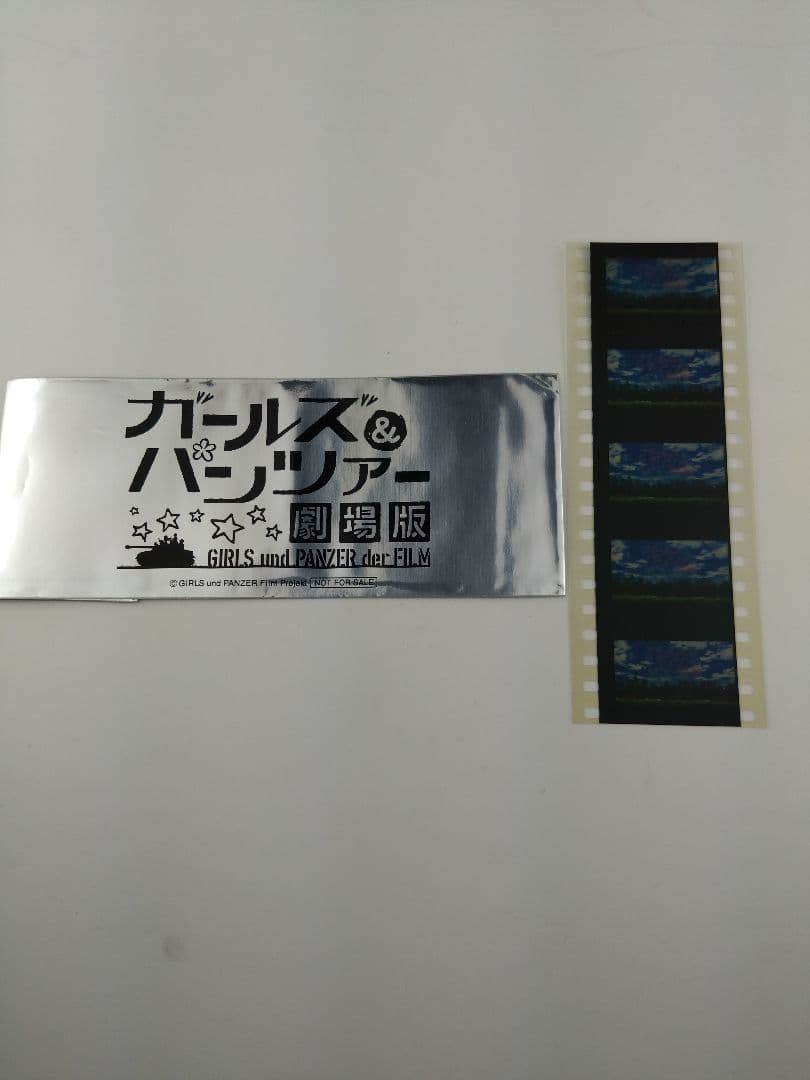 ガールズ&
パンツァー
劇場版
GIRLS und PANZER der FILM
©GIRLS und PANZER Film Projekt NOT FOR SALE